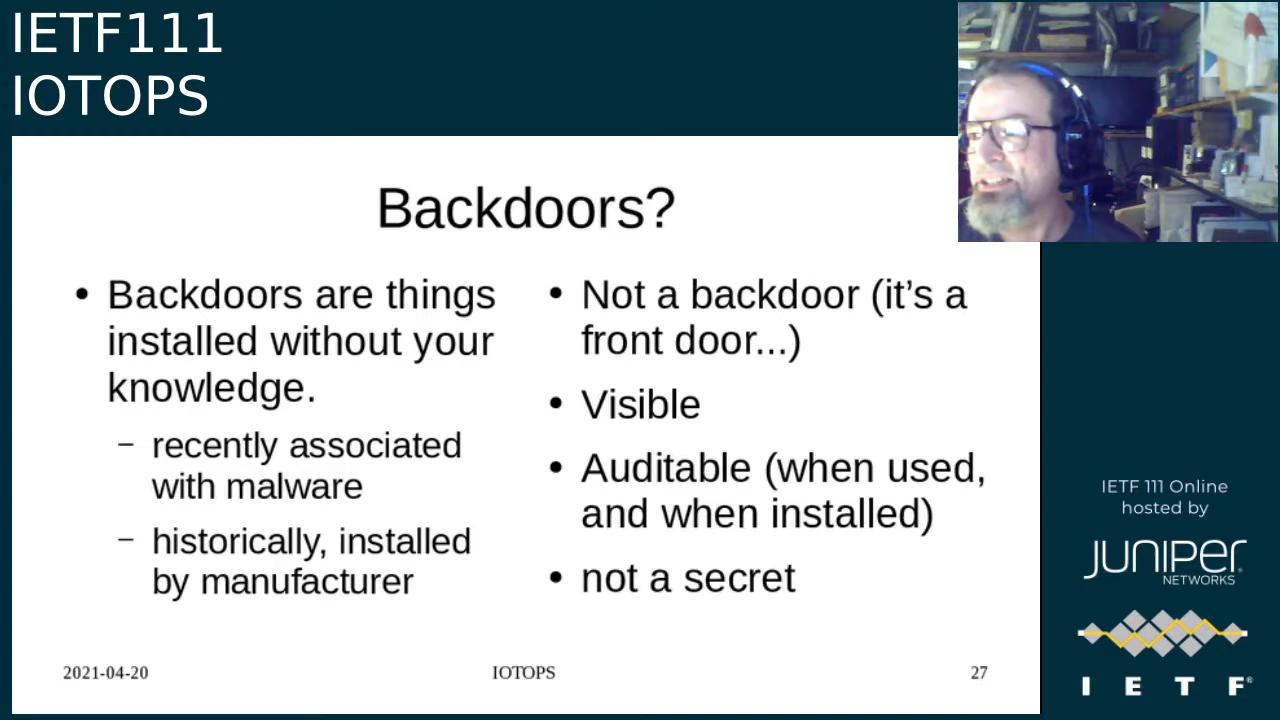 IETF111
IOTOPS
Backdoors?
• Backdoors are things
installed without your
knowledge.
– recently associated
with malware
– historically, installed
by manufacturer
• Not a backdoor (it’s a
front door...)
• Visible
• Auditable (when used,
and when installed)
• not a secret
2021-04-20
IOTOPS
27
IETF 111 Online
hosted by
JUNIPER
NETWORKS
I E T F®